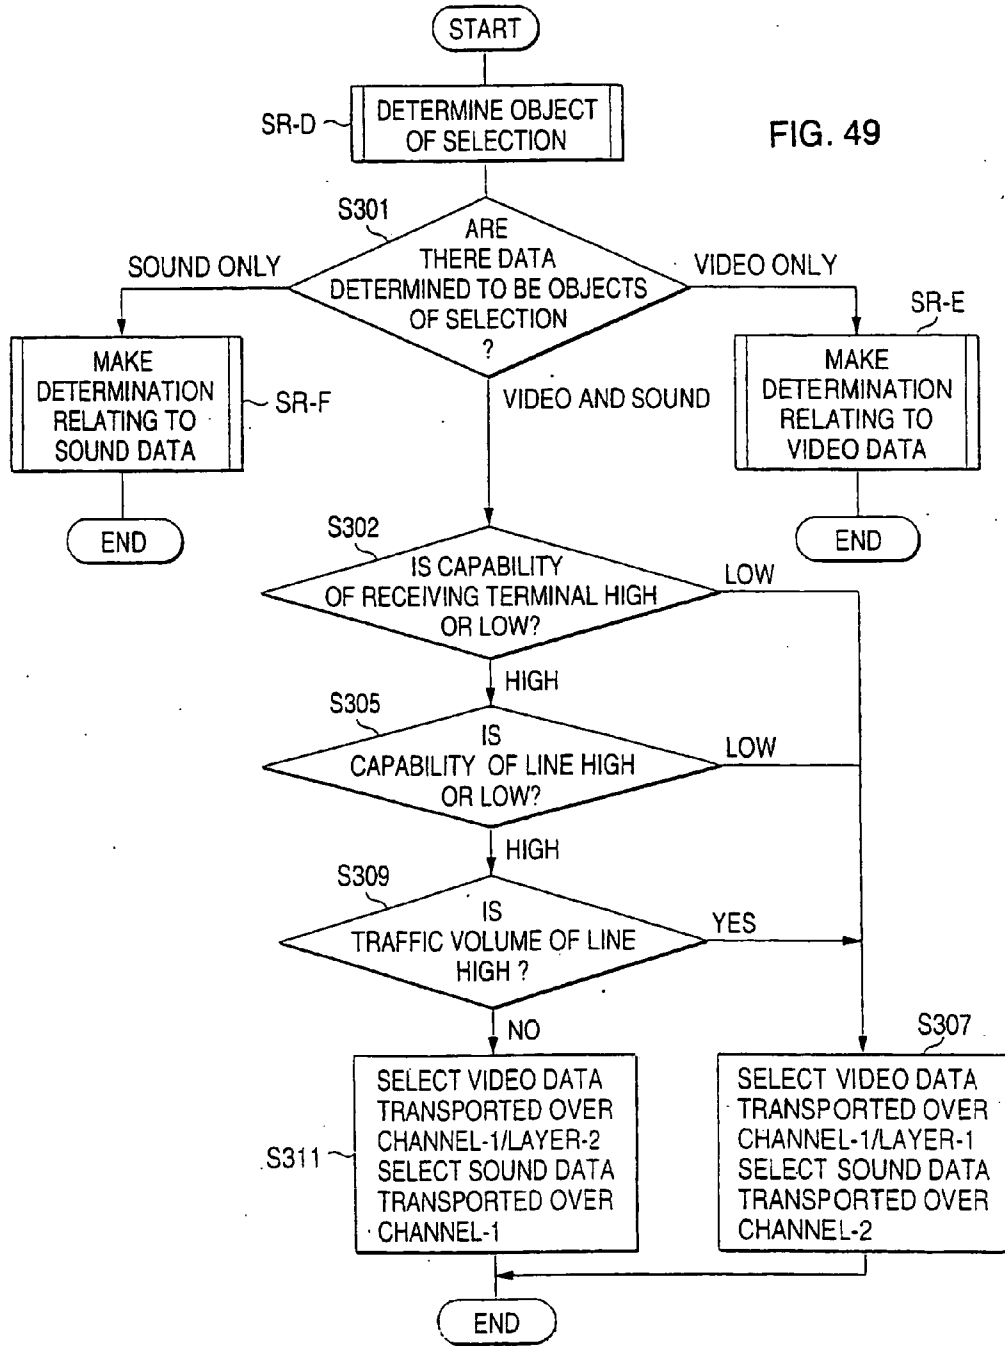 START
SR-D
DETERMINE OBJECT
OF SELECTION
FIG. 49
S301
ARE
THERE DATA
DETERMINED TO BE OBJECTS
OF SELECTION
?
SOUND ONLY
VIDEO ONLY
MAKE
DETERMINATION
RELATING TO
SOUND DATA
SR-F
END
VIDEO AND SOUND
SR-E
MAKE
DETERMINATION
RELATING TO
VIDEO DATA
END
S302
IS CAPABILITY
OF RECEIVING TERMINAL HIGH
OR LOW?
LOW
HIGH
S305
IS
CAPABILITY OF LINE HIGH
OR LOW?
LOW
HIGH
S309
IS
TRAFFIC VOLUME OF LINE
HIGH ?
YES
NO
S311
SELECT VIDEO DATA
TRANSPORTED OVER
CHANNEL-1/LAYER-2
SELECT SOUND DATA
TRANSPORTED OVER
CHANNEL-1
S307
SELECT VIDEO DATA
TRANSPORTED OVER
CHANNEL-1/LAYER-1
SELECT SOUND DATA
TRANSPORTED OVER
CHANNEL-2
END